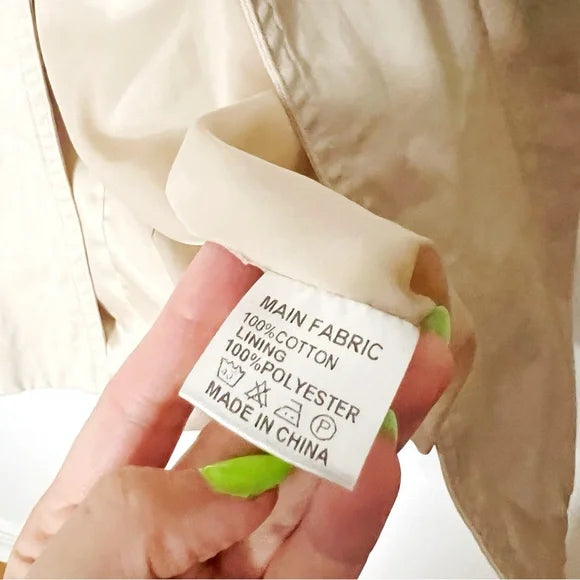 MAIN FABRIC
100%COTTON
LINING
100%POLYESTER
P
MADE IN CHINA